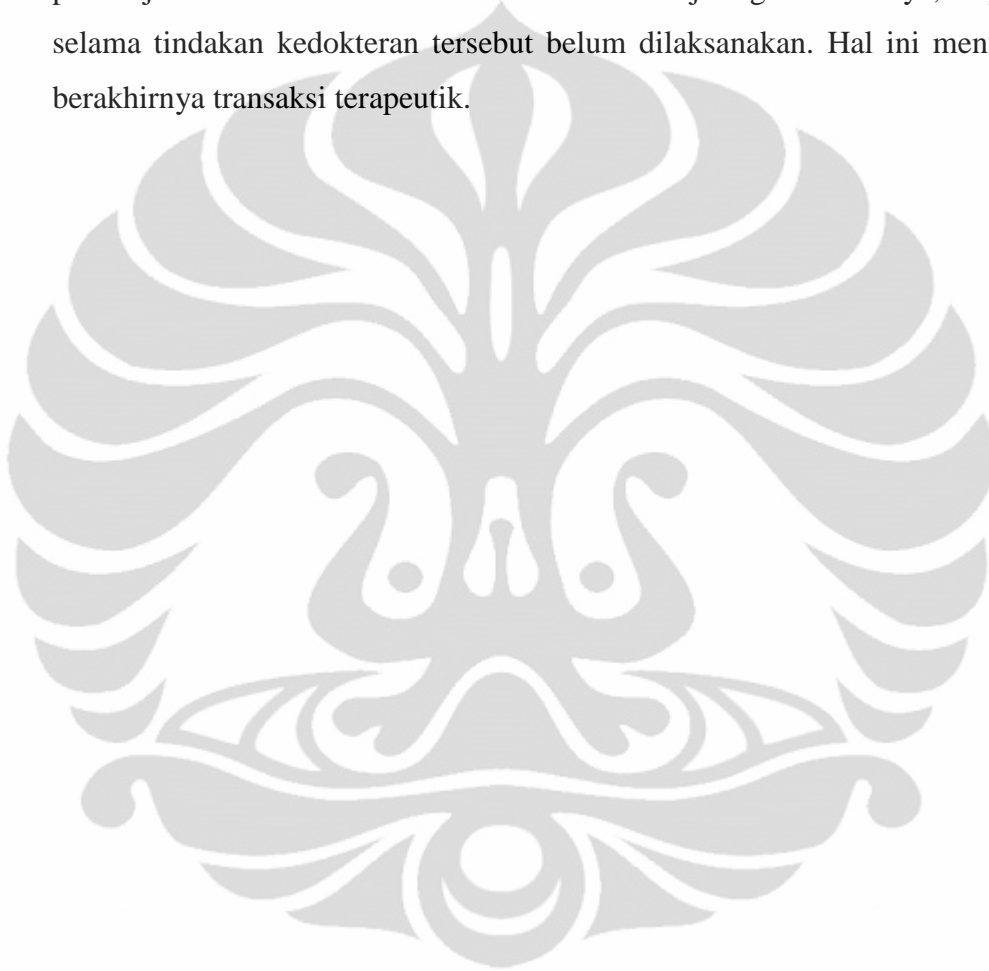 selama tindakan kedokteran tersebut belum dilaksanakan. Hal ini men
berakhirnya transaksi terapeutik.